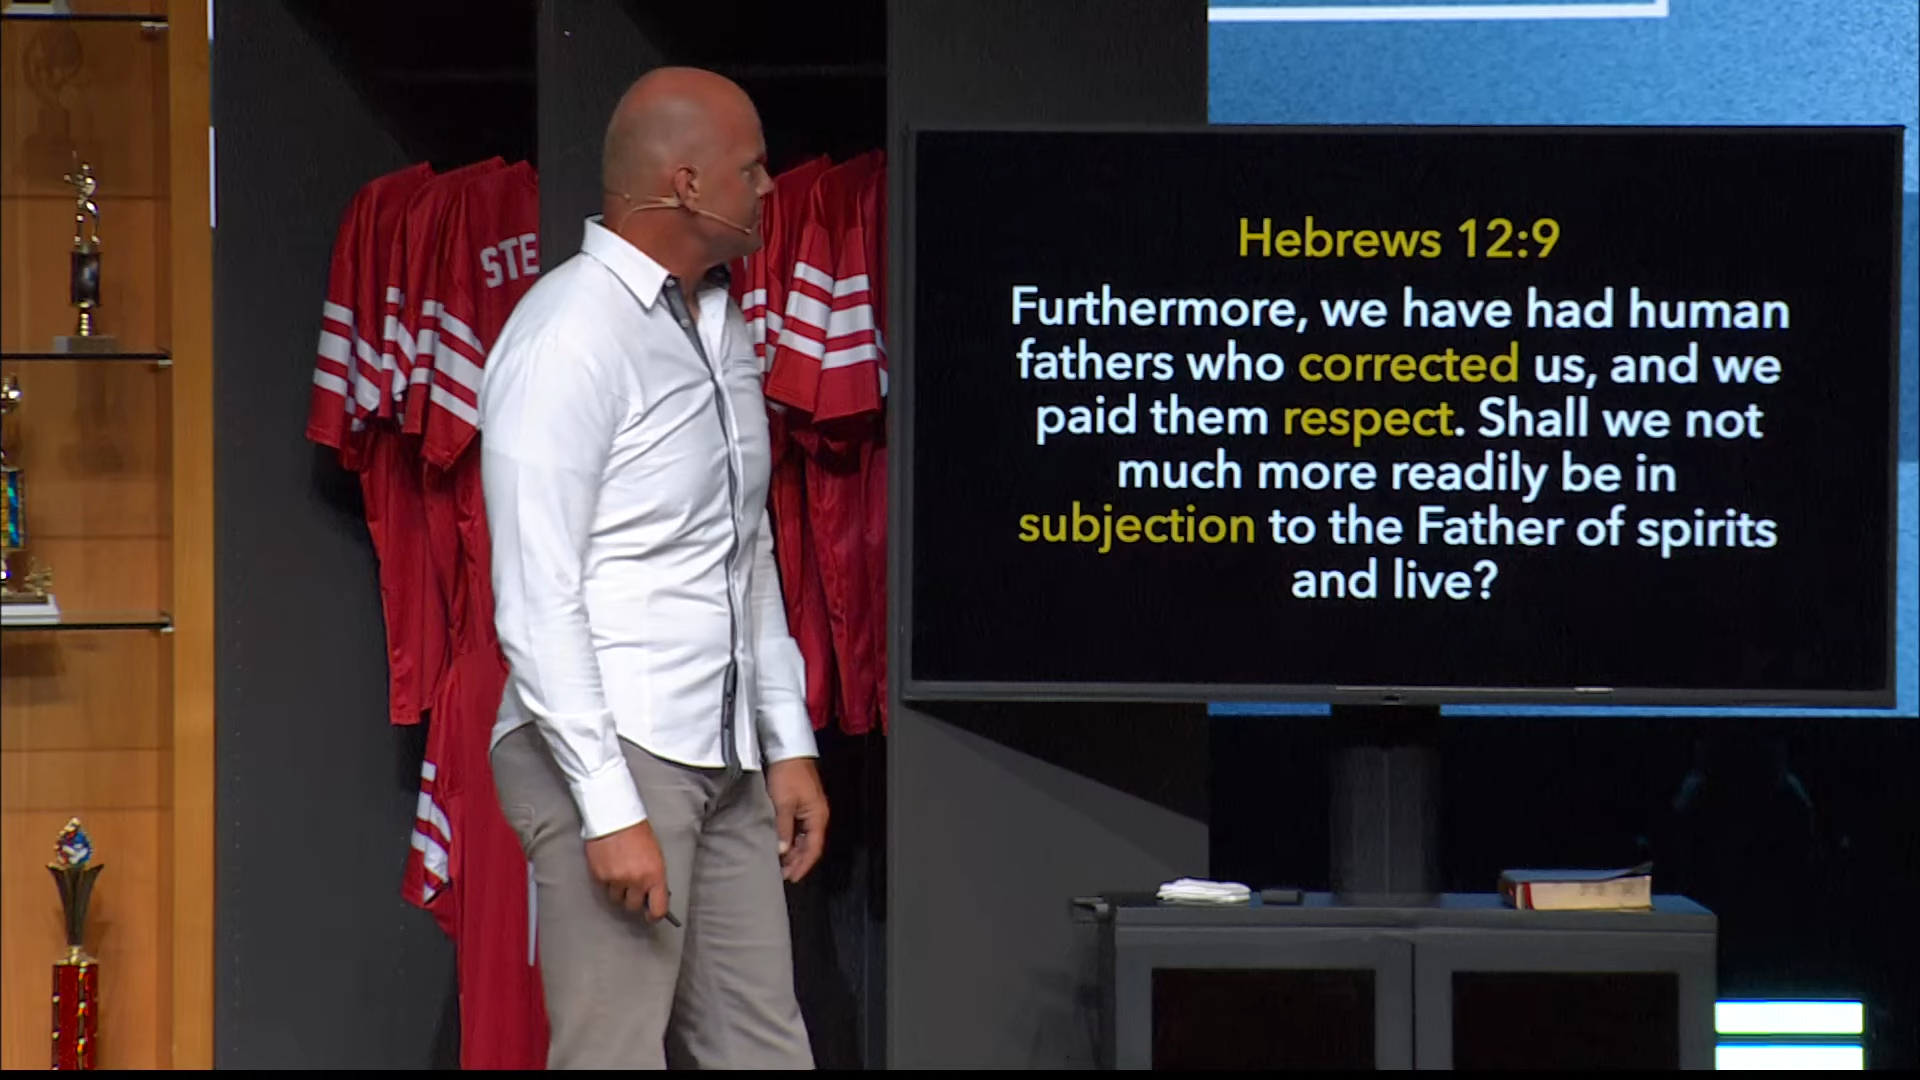 STE
Hebrews 12:9
Furthermore, we have had human
fathers who corrected us, and we
paid them respect. Shall we not
much more readily be in
subjection to the Father of spirits
and live?